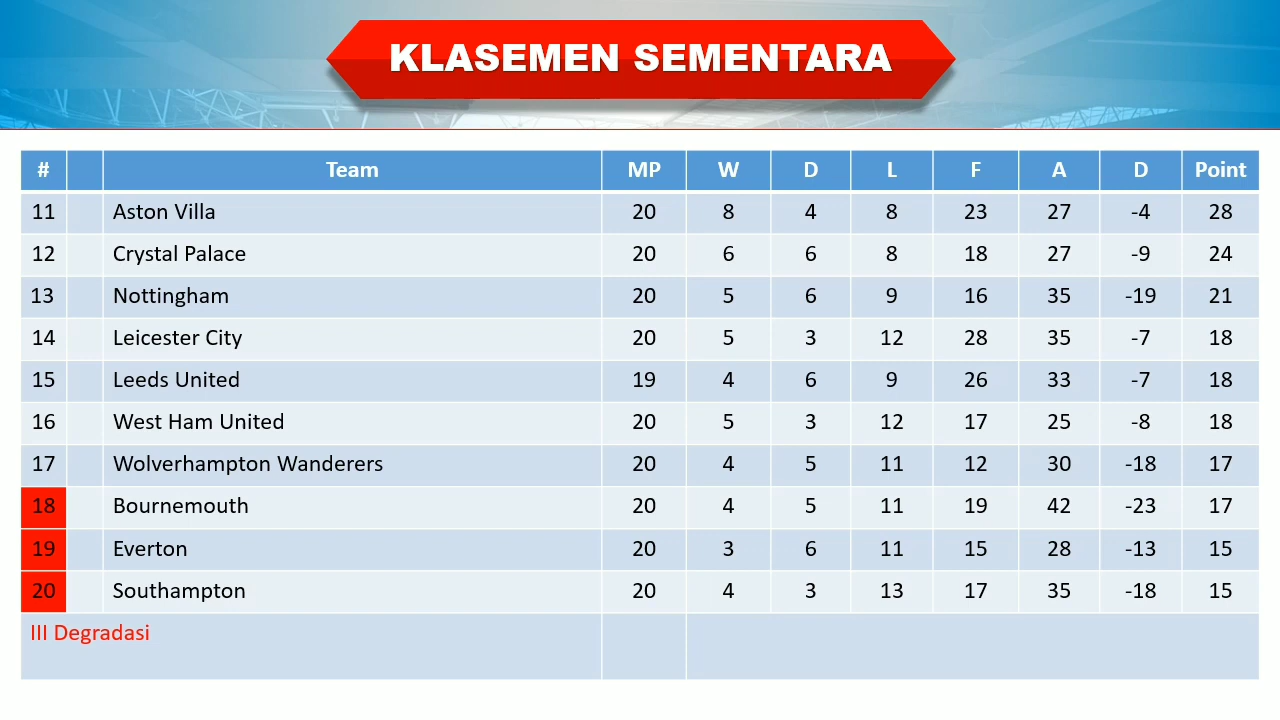 KLASEMEN SEMENTARA
# Team MP W D L F A D Point
11 Aston Villa 20 8 4 8 23 27 -4 28
12 Crystal Palace 20 6 6 8 18 27 -9 24
13 Nottingham 20 5 6 9 16 35 -19 21
14 Leicester City 20 5 3 12 28 35 -7 18
15 Leeds United 19 4 6 9 26 33 -7 18
16 West Ham United 20 5 3 12 17 25 -8 18
17 Wolverhampton Wanderers 20 4 5 11 12 30 -18 17
18 Bournemouth 20 4 5 11 19 42 -23 17
19 Everton 20 3 6 11 15 28 -13 15
20 Southampton 20 4 3 13 17 35 -18 15
III Degradasi